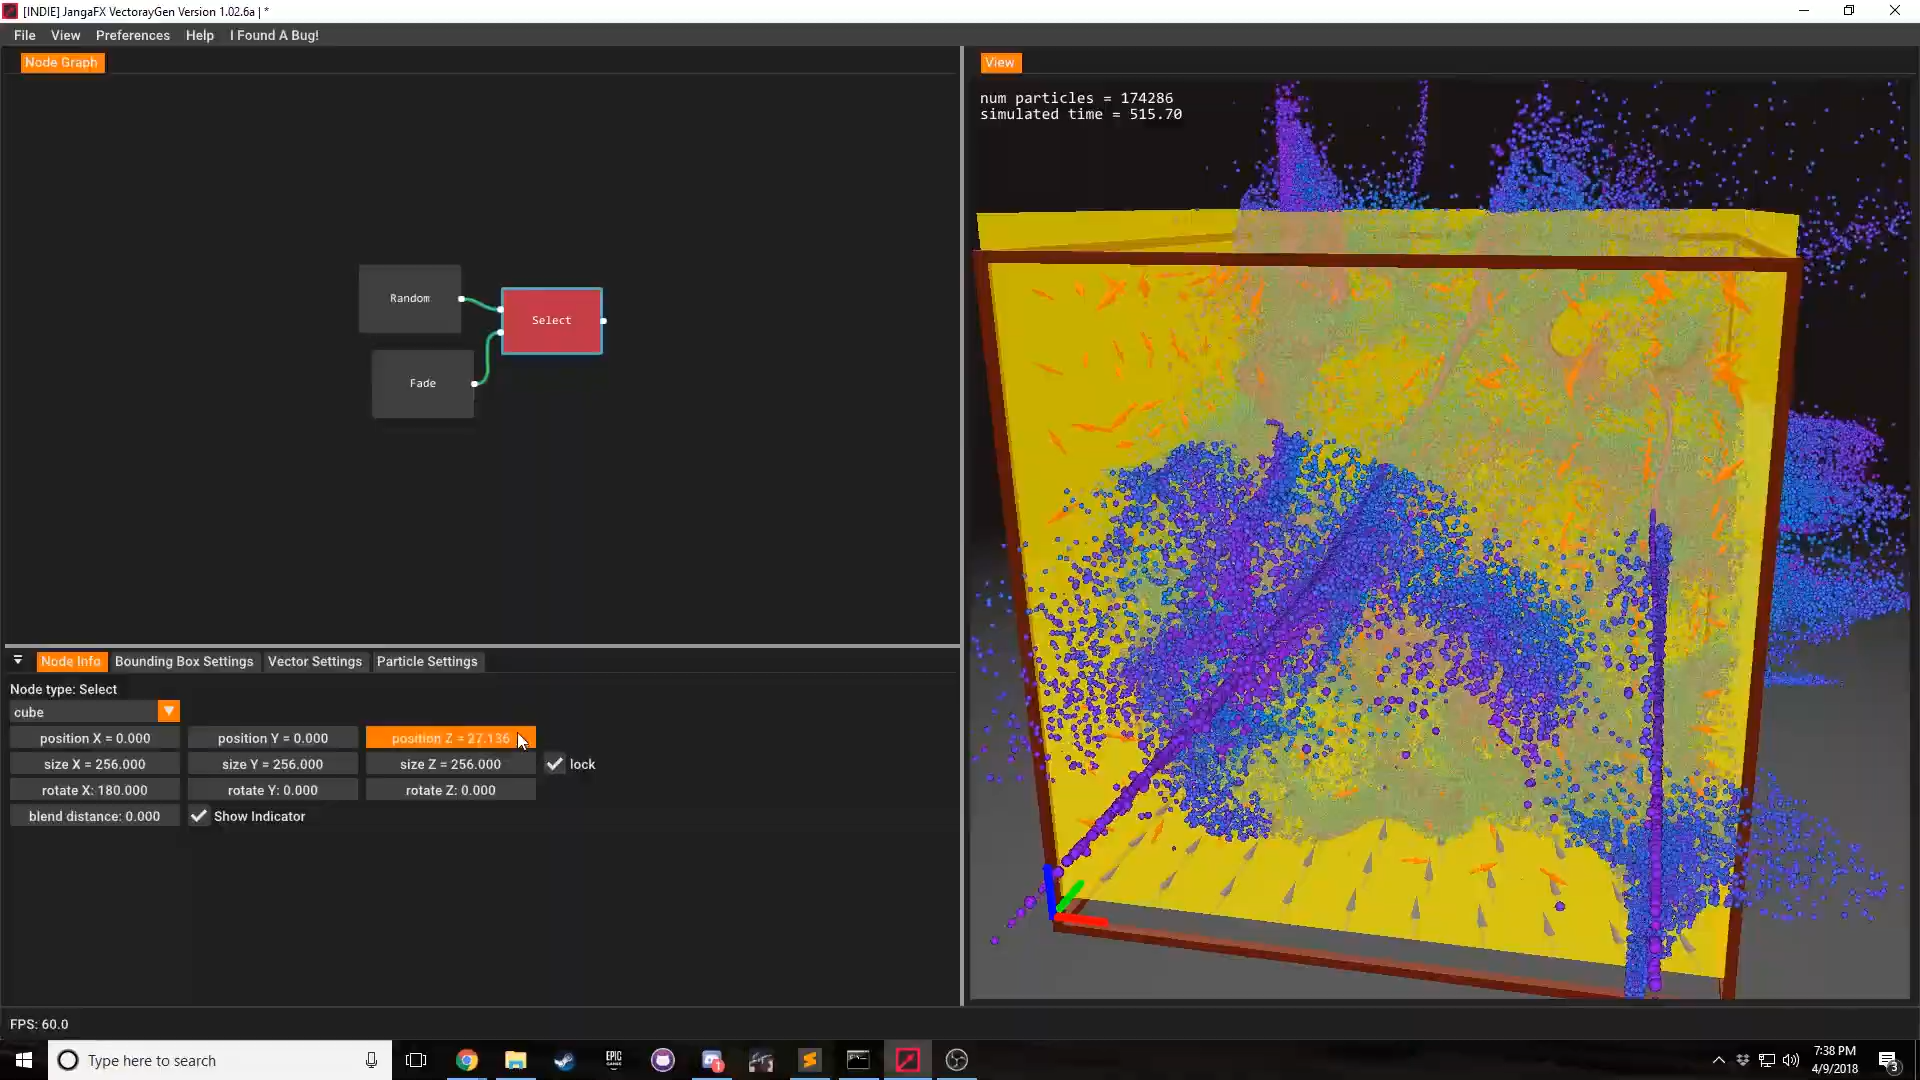 [INDIE] JangaFX VectorayGen Version 1.02.6a | *
File View Preferences Help I Found A Bug!
Node Graph
Random
Select
Fade
View
num particles = 174286
simulated time = 515.70
Node Info Bounding Box Settings Vector Settings Particle Settings
Node type: Select
cube
position X = 0.000 position Y = 0.000 position Z = 27.136
size X = 256.000 size Y = 256.000 size Z = 256.000 lock
rotate X: 180.000 rotate Y: 0.000 rotate Z: 0.000
blend distance: 0.000 Show Indicator
FPS: 60.0
Type here to search
EPIC
GAMES
1
7:38 PM
4/9/2018
3